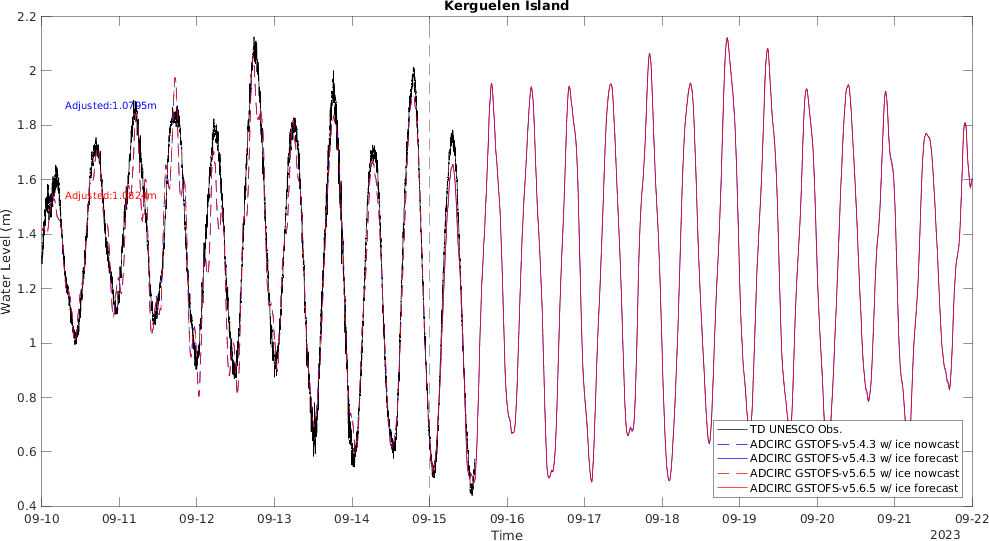 Kerguelen Island
2.2
2
1.8
1.6
1.4
1.2
1
0.8
0.6
0.4
Water Level (m)
Adjusted:1.0795m
Adjusted:1.0824m
TD UNESCO Obs.
ADCIRC GSTOFS-v5.4.3 w/ ice nowcast
ADCIRC GSTOFS-v5.4.3 w/ ice forecast
ADCIRC GSTOFS-v5.6.5 w/ ice nowcast
ADCIRC GSTOFS-v5.6.5 w/ ice forecast
09-10 09-11 09-12 09-13 09-14 09-15 09-16 09-17 09-18 09-19 09-20 09-21 09-22
Time
2023